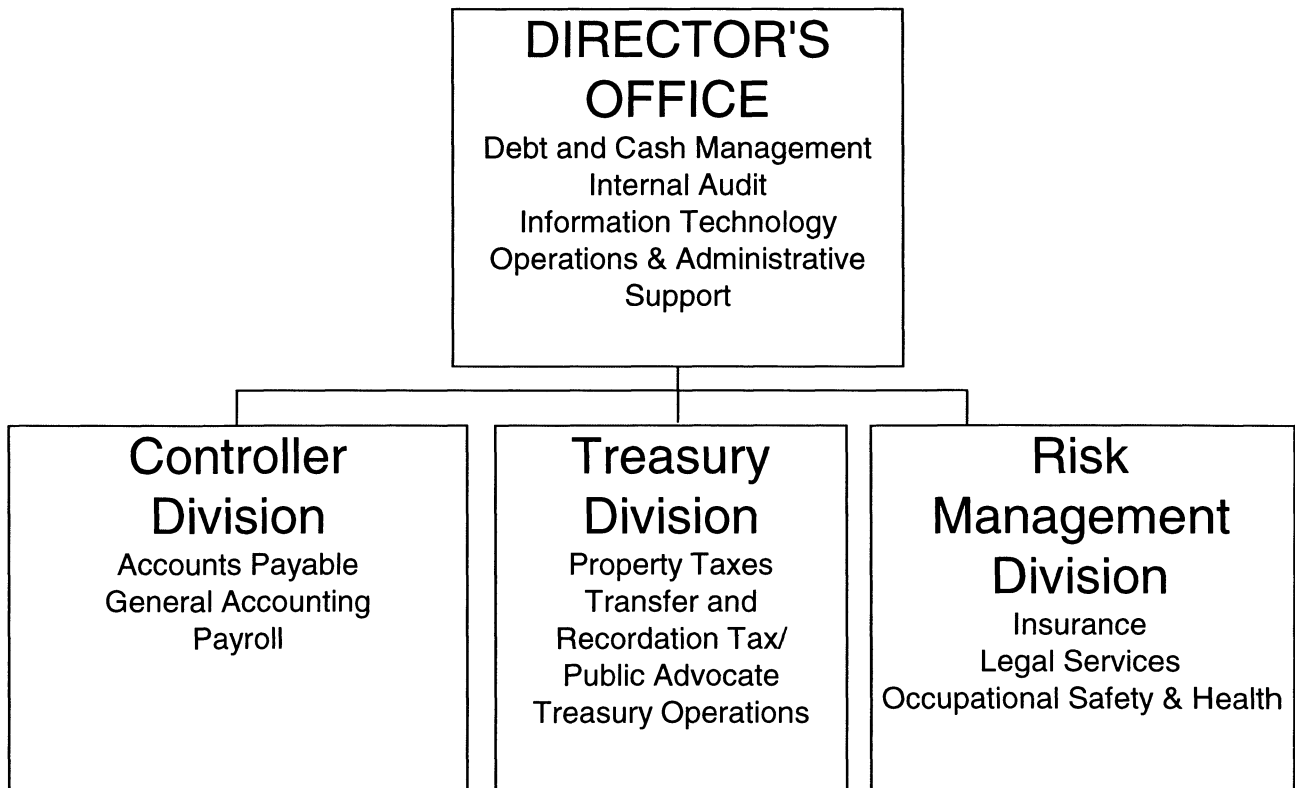 DIRECTOR'S
OFFICE
Debt and Cash Management
Internal Audit
Information Technology
Operations & Administrative
Support
Controller
Division
Accounts Payable
General Accounting
Payroll
Treasury
Division
Property Taxes
Transfer and
Recordation Tax/
Public Advocate
Treasury Operations
Risk
Management
Division
Insurance
Legal Services
Occupational Safety & Health